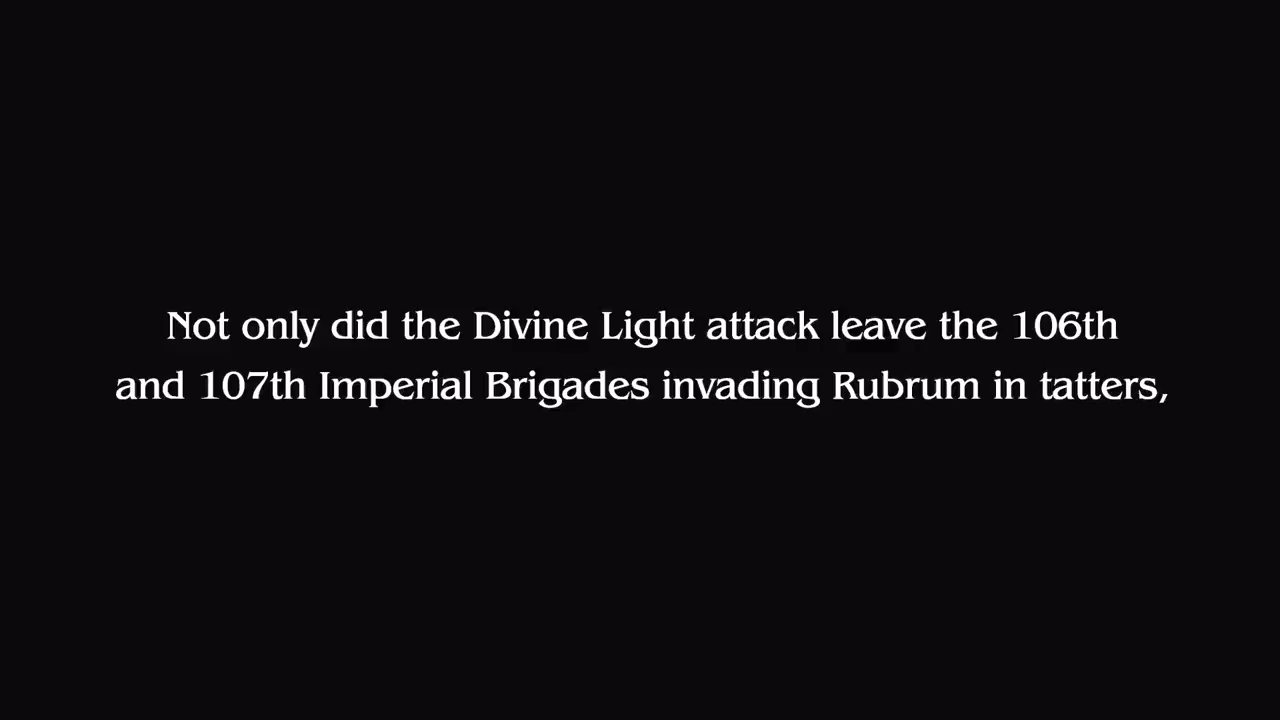 Not only did the Divine Light attack leave the 106th
and 107th Imperial Brigades invading Rubrum in tatters,